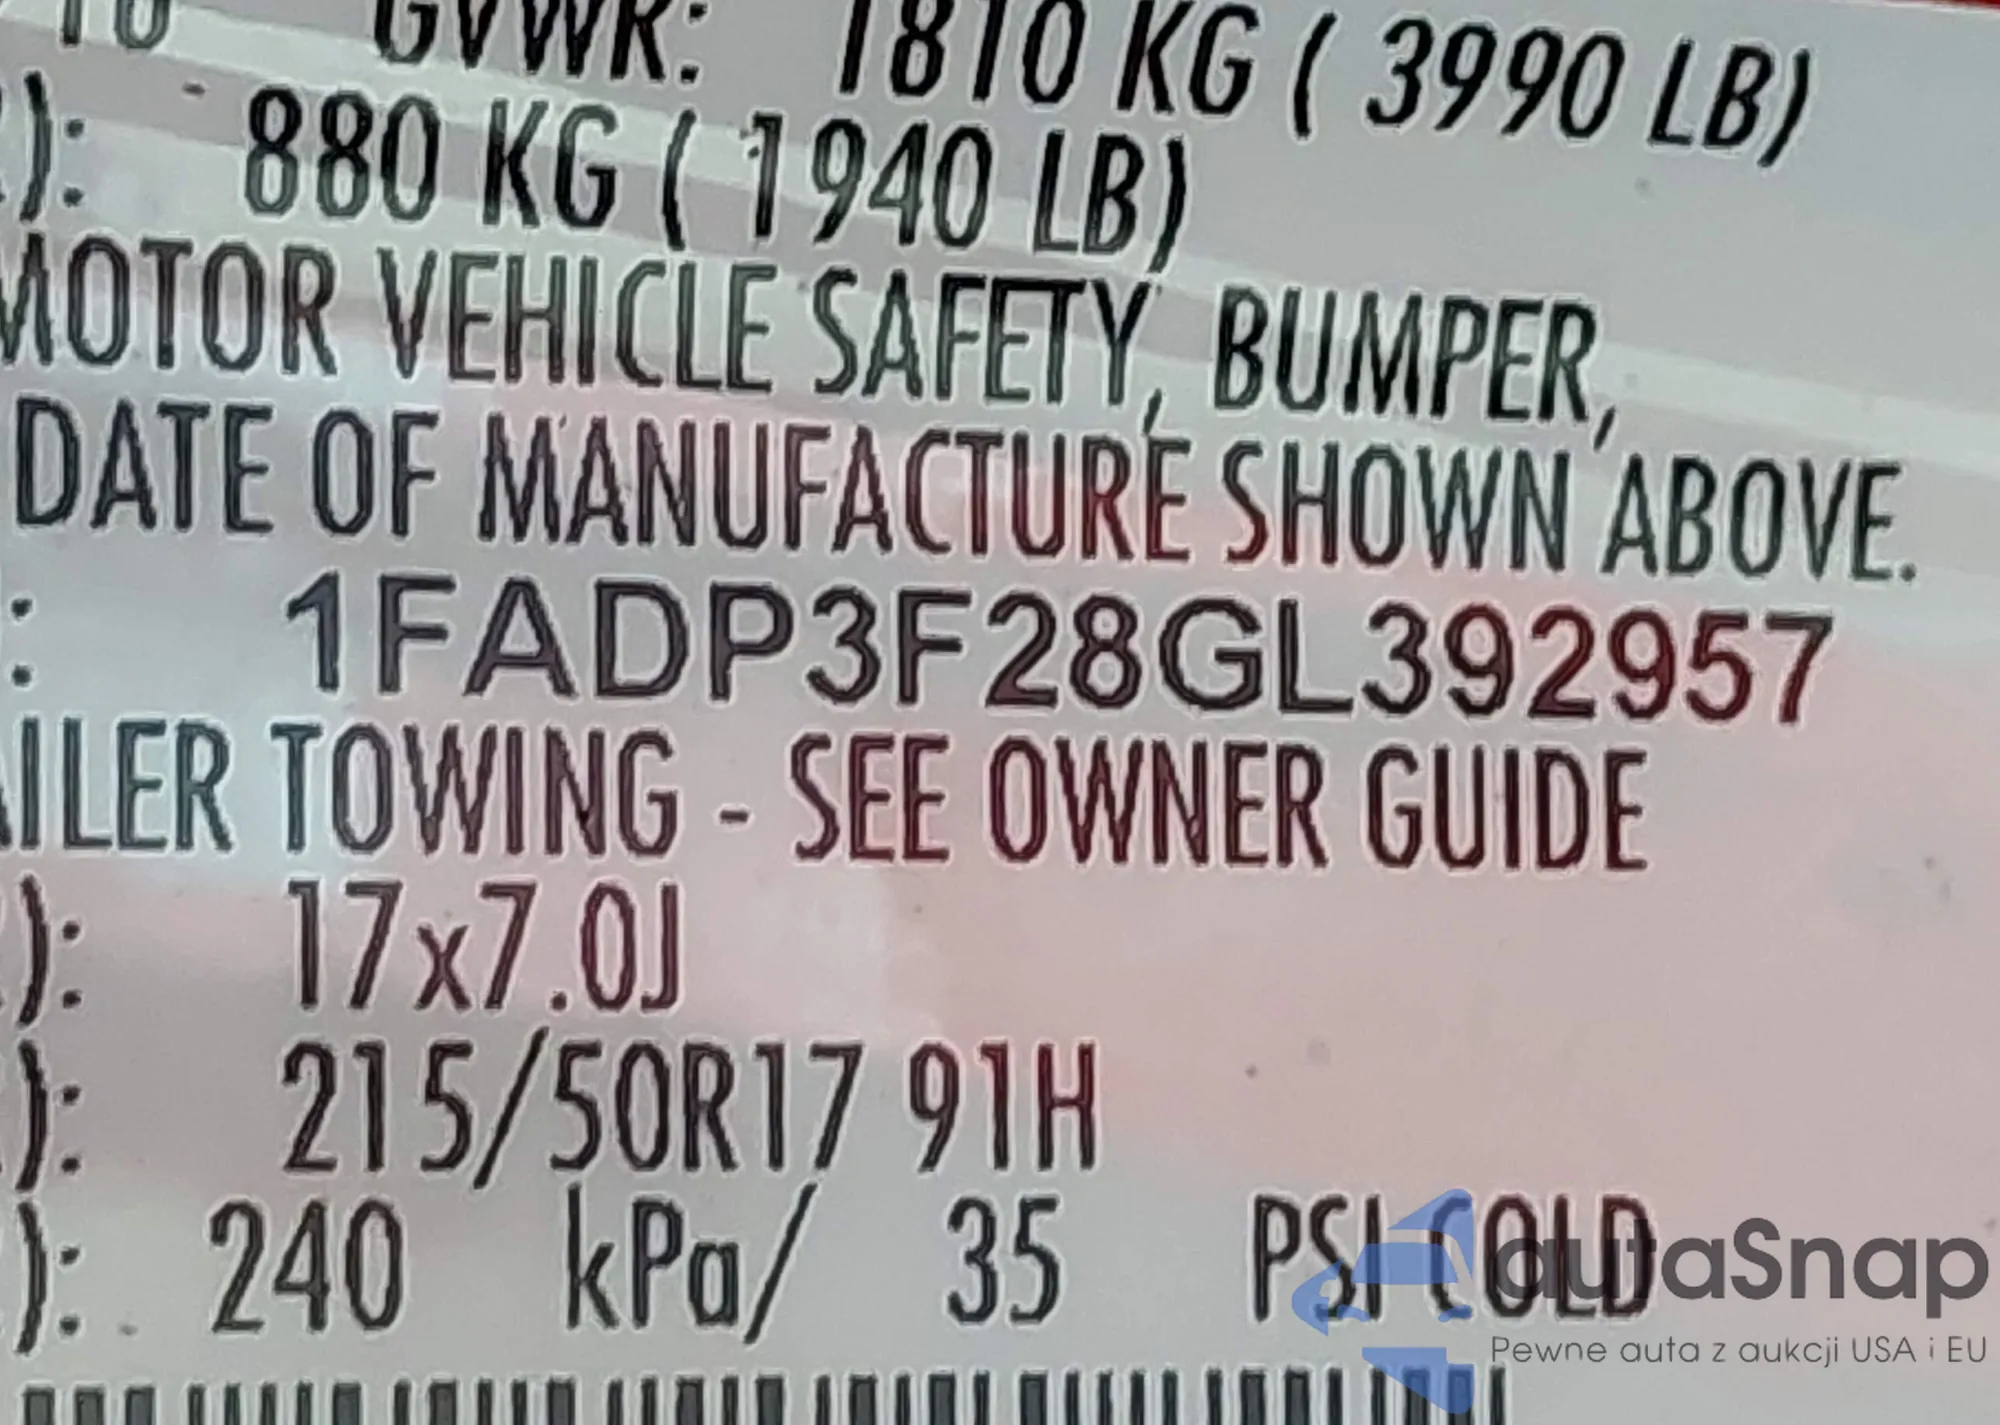 GVWR: 1810 KG ( 3990 LB)
): 880 KG ( 1940 LB)
MOTOR VEHICLE SAFETY, BUMPER,
DATE OF MANUFACTURE SHOWN ABOVE.
: 1FADP3F28GL392957
AILER TOWING - SEE OWNER GUIDE
): 17x7.0J
): 215/50R17 91H
): 240 kPa/ 35 PSI COLD
autaSnap
Pewne auta z aukcji USA i EU